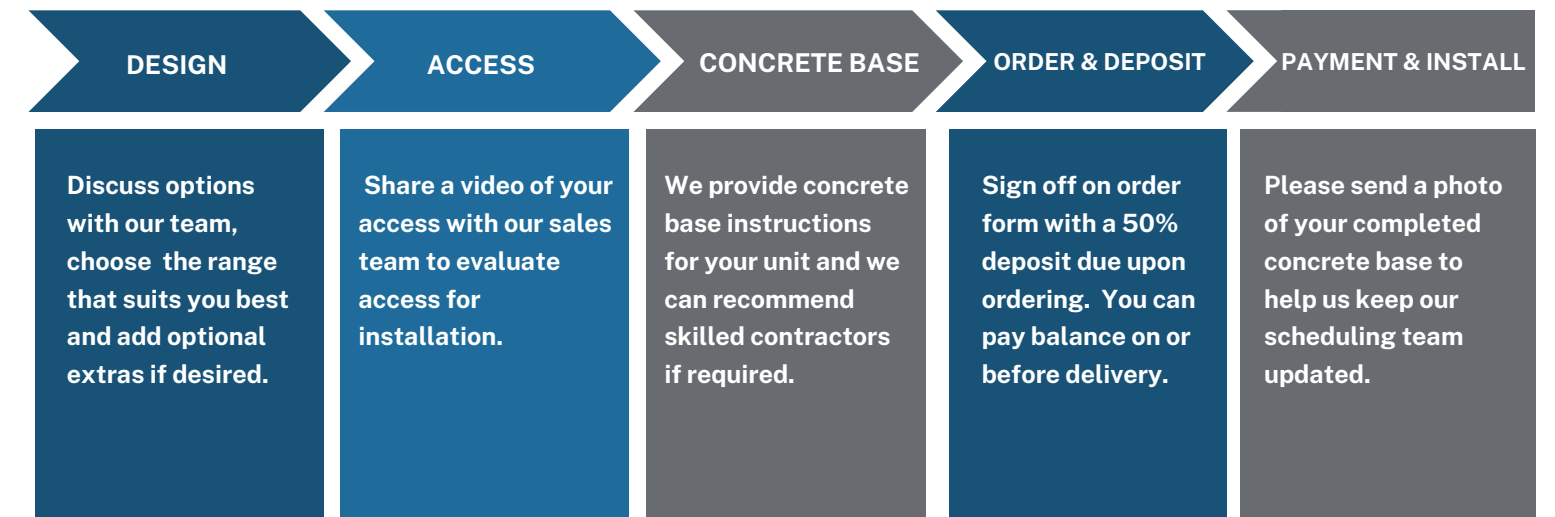 DESIGN
ACCESS
CONCRETE BASE
ORDER & DEPOSIT
PAYMENT & INSTALL
Discuss options
with our team,
choose  the range
that suits you best
and add optional
extras if desired.
Share a video of your
access with our sales
team to evaluate
access for
installation.
We provide concrete
base instructions
for your unit and we
can recommend
skilled contractors
if required.
Sign off on order
form with a 50%
deposit due upon
ordering.  You can
pay balance on or
before delivery.
Please send a photo
of your completed
concrete base to
help us keep our
scheduling team
updated.